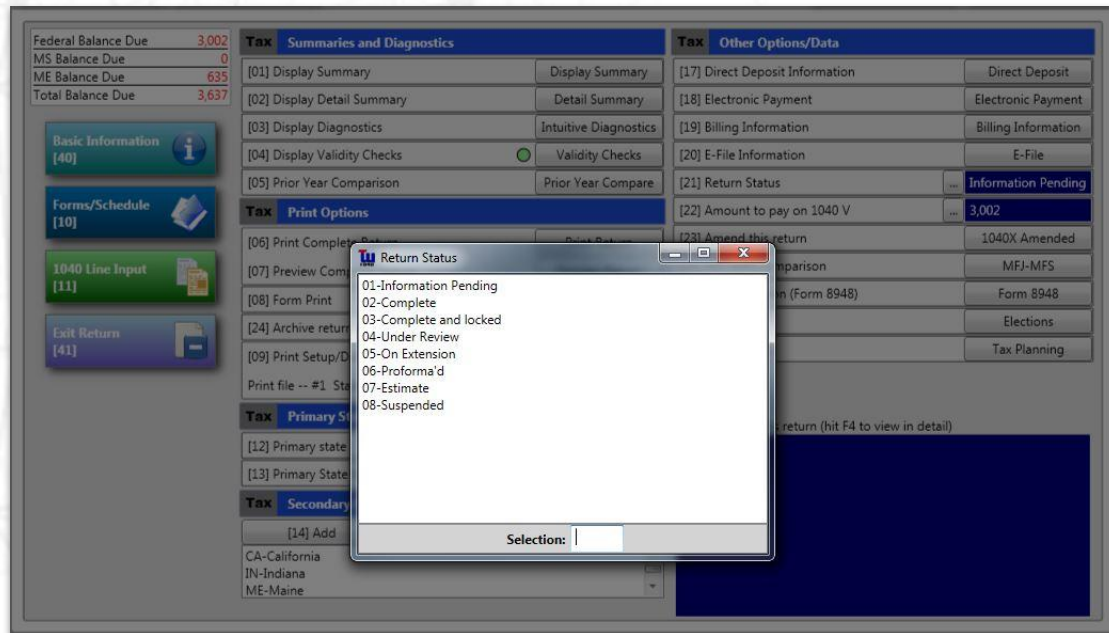 Federal Balance Due 3,002
MS Balance Due 0
ME Balance Due 635
Total Balance Due 3,637
Basic Information
[40]
Forms/Schedule
[10]
1040 Line Input
[11]
Exit Return
[41]
Tax Summaries and Diagnostics
[01] Display Summary Display Summary
[02] Display Detail Summary Detail Summary
[03] Display Diagnostics Intuitive Diagnostics
[04] Display Validity Checks Validity Checks
[05] Prior Year Comparison Prior Year Compare
Tax Print Options
[06] Print Complete Return Print Return
[07] Preview Comp
[08] Form Print
[24] Archive return
[09] Print Setup/D
Print file -- #1 Sta
Tax Primary St
[12] Primary state
[13] Primary State
Tax Secondary
[14] Add
CA-California
IN-Indiana
ME-Maine
Tax Other Options/Data
[17] Direct Deposit Information Direct Deposit
[18] Electronic Payment Electronic Payment
[19] Billing Information Billing Information
[20] E-File Information E-File
[21] Return Status ... Information Pending
[22] Amount to pay on 1040 V ... 3,002
[23] Amend this return 1040X Amended
mparison MFJ-MFS
n (Form 8948) Form 8948
Elections
Tax Planning
return (hit F4 to view in detail)
Return Status
01-Information Pending
02-Complete
03-Complete and locked
04-Under Review
05-On Extension
06-Proforma'd
07-Estimate
08-Suspended
Selection: